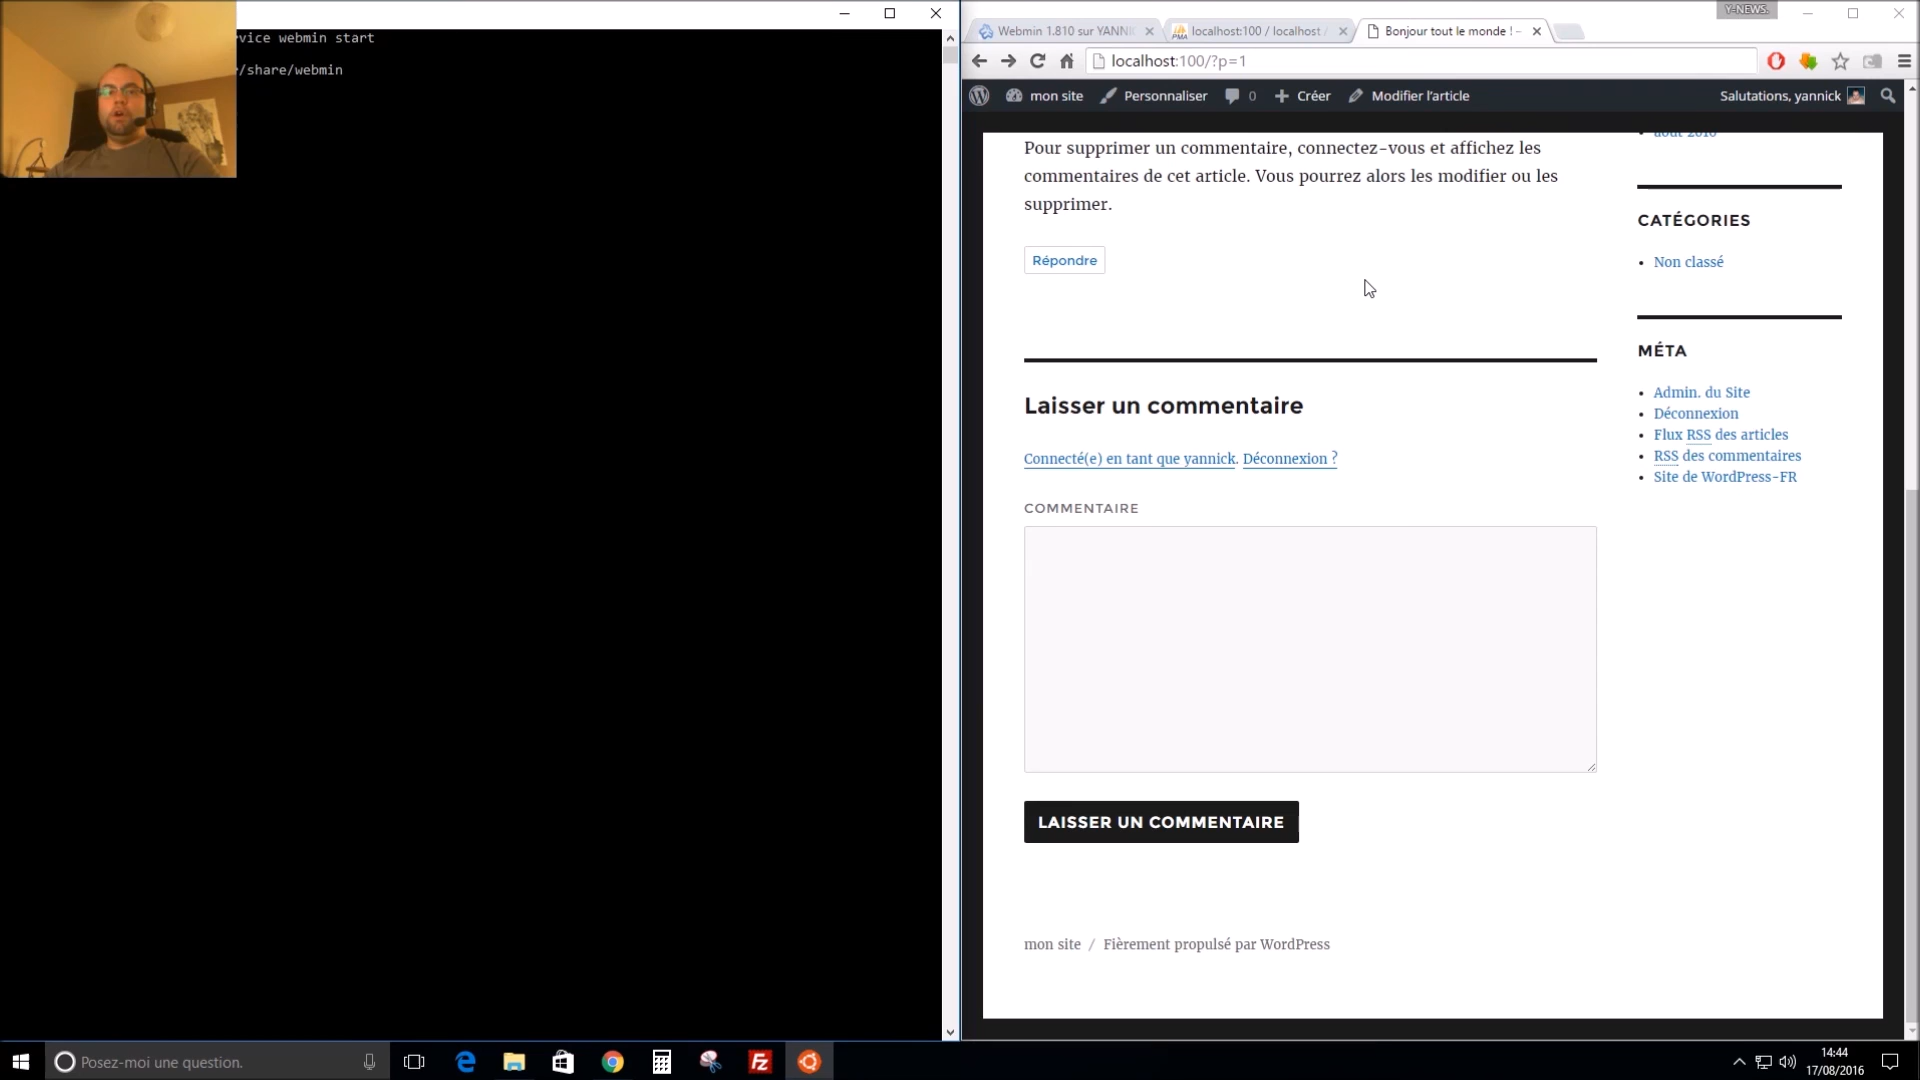 vice webmin start
/share/webmin
Y-NEWS.
Webmin 1.810 sur YANNI
localhost:100 / localhost /
Bonjour tout le monde ! –
localhost:100/?p=1
mon site
Personnaliser
0
Créer
Modifier l'article
Salutations, yannick
Pour supprimer un commentaire, connectez-vous et affichez les
commentaires de cet article. Vous pourrez alors les modifier ou les
supprimer.
Répondre
Laisser un commentaire
Connecté(e) en tant que yannick. Déconnexion ?
COMMENTAIRE
LAISSER UN COMMENTAIRE
mon site / Fièrement propulsé par WordPress
août 2016
CATÉGORIES
Non classé
MÉTA
Admin. du Site
Déconnexion
Flux RSS des articles
RSS des commentaires
Site de WordPress-FR
Posez-moi une question.
14:44
17/08/2016